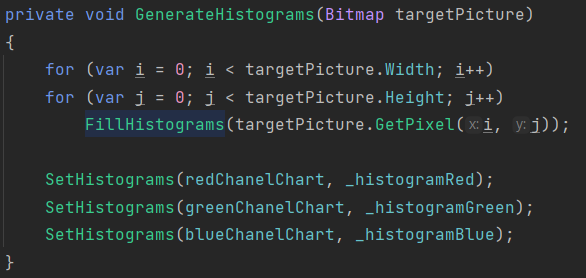 private void GenerateHistograms(Bitmap targetPicture)
{
    for (var i = 0; i < targetPicture.Width; i++)
    for (var j = 0; j < targetPicture.Height; j++)
        FillHistograms(targetPicture.GetPixel(x: i, y: j));

    SetHistograms(redChanelChart, _histogramRed);
    SetHistograms(greenChanelChart, _histogramGreen);
    SetHistograms(blueChanelChart, _histogramBlue);
}